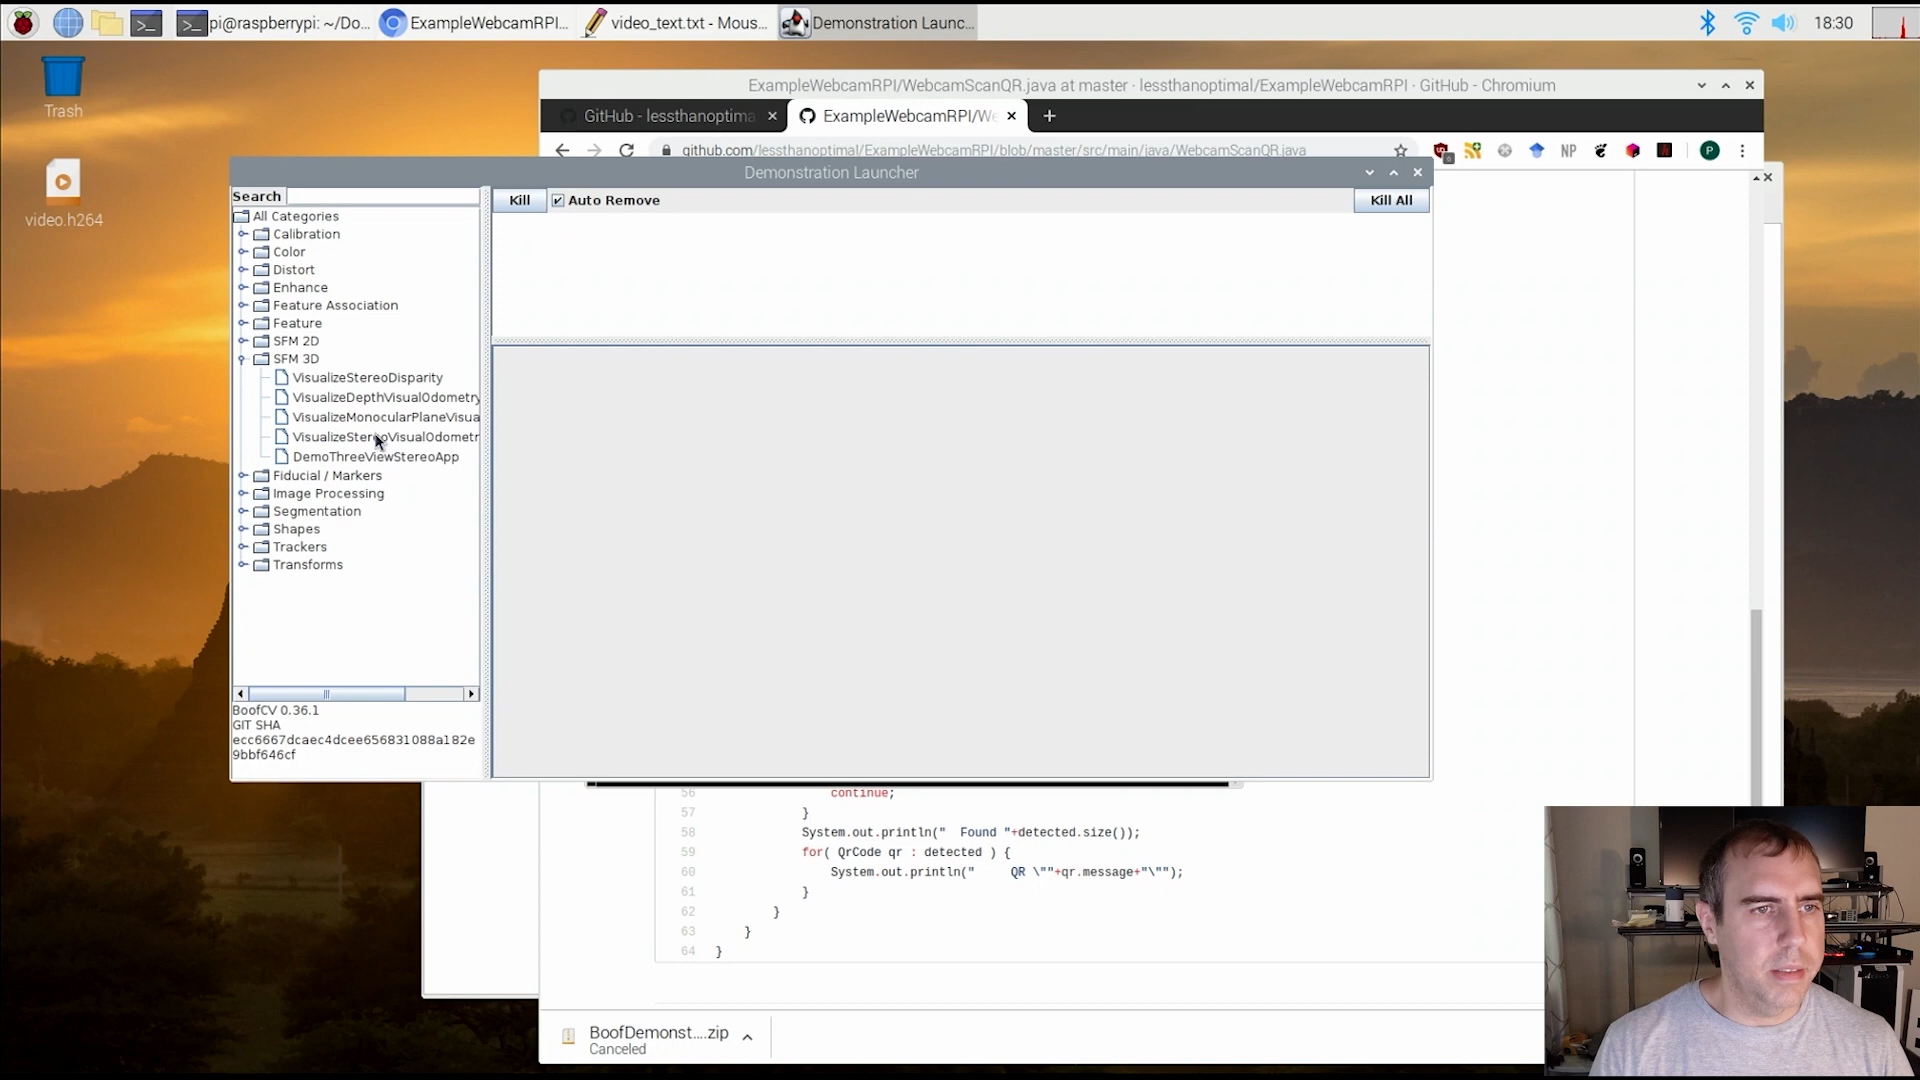 pi@raspberrypi: ~/Do...
ExampleWebcamRPI...
video_text.txt - Mous...
Demonstration Launc...
18:30
Trash
video.h264
ExampleWebcamRPI/WebcamScanQR.java at master · lessthanoptimal/ExampleWebcamRPI · GitHub - Chromium
GitHub - lessthanoptima
ExampleWebcamRPI/We
github.com/lessthanoptimal/ExampleWebcamRPI/blob/master/src/main/java/WebcamScanQR.java
NP
P
Demonstration Launcher
Search
Kill
Auto Remove
Kill All
All Categories
Calibration
Color
Distort
Enhance
Feature Association
Feature
SFM 2D
SFM 3D
VisualizeStereoDisparity
VisualizeDepthVisualOdometry
VisualizeMonocularPlaneVisua
VisualizeStereoVisualOdometr
DemoThreeViewStereoApp
Fiducial / Markers
Image Processing
Segmentation
Shapes
Trackers
Transforms
BoofCV 0.36.1
GIT SHA
ecc6667dcaec4dcee656831088a182e
9bbf646cf
56 continue;
57 }
58 System.out.println("  Found "+detected.size());
59 for( QrCode qr : detected ) {
60 System.out.println("     QR \""+qr.message+"\"");
61 }
62 }
63 }
64 }
BoofDemonst....zip
Canceled